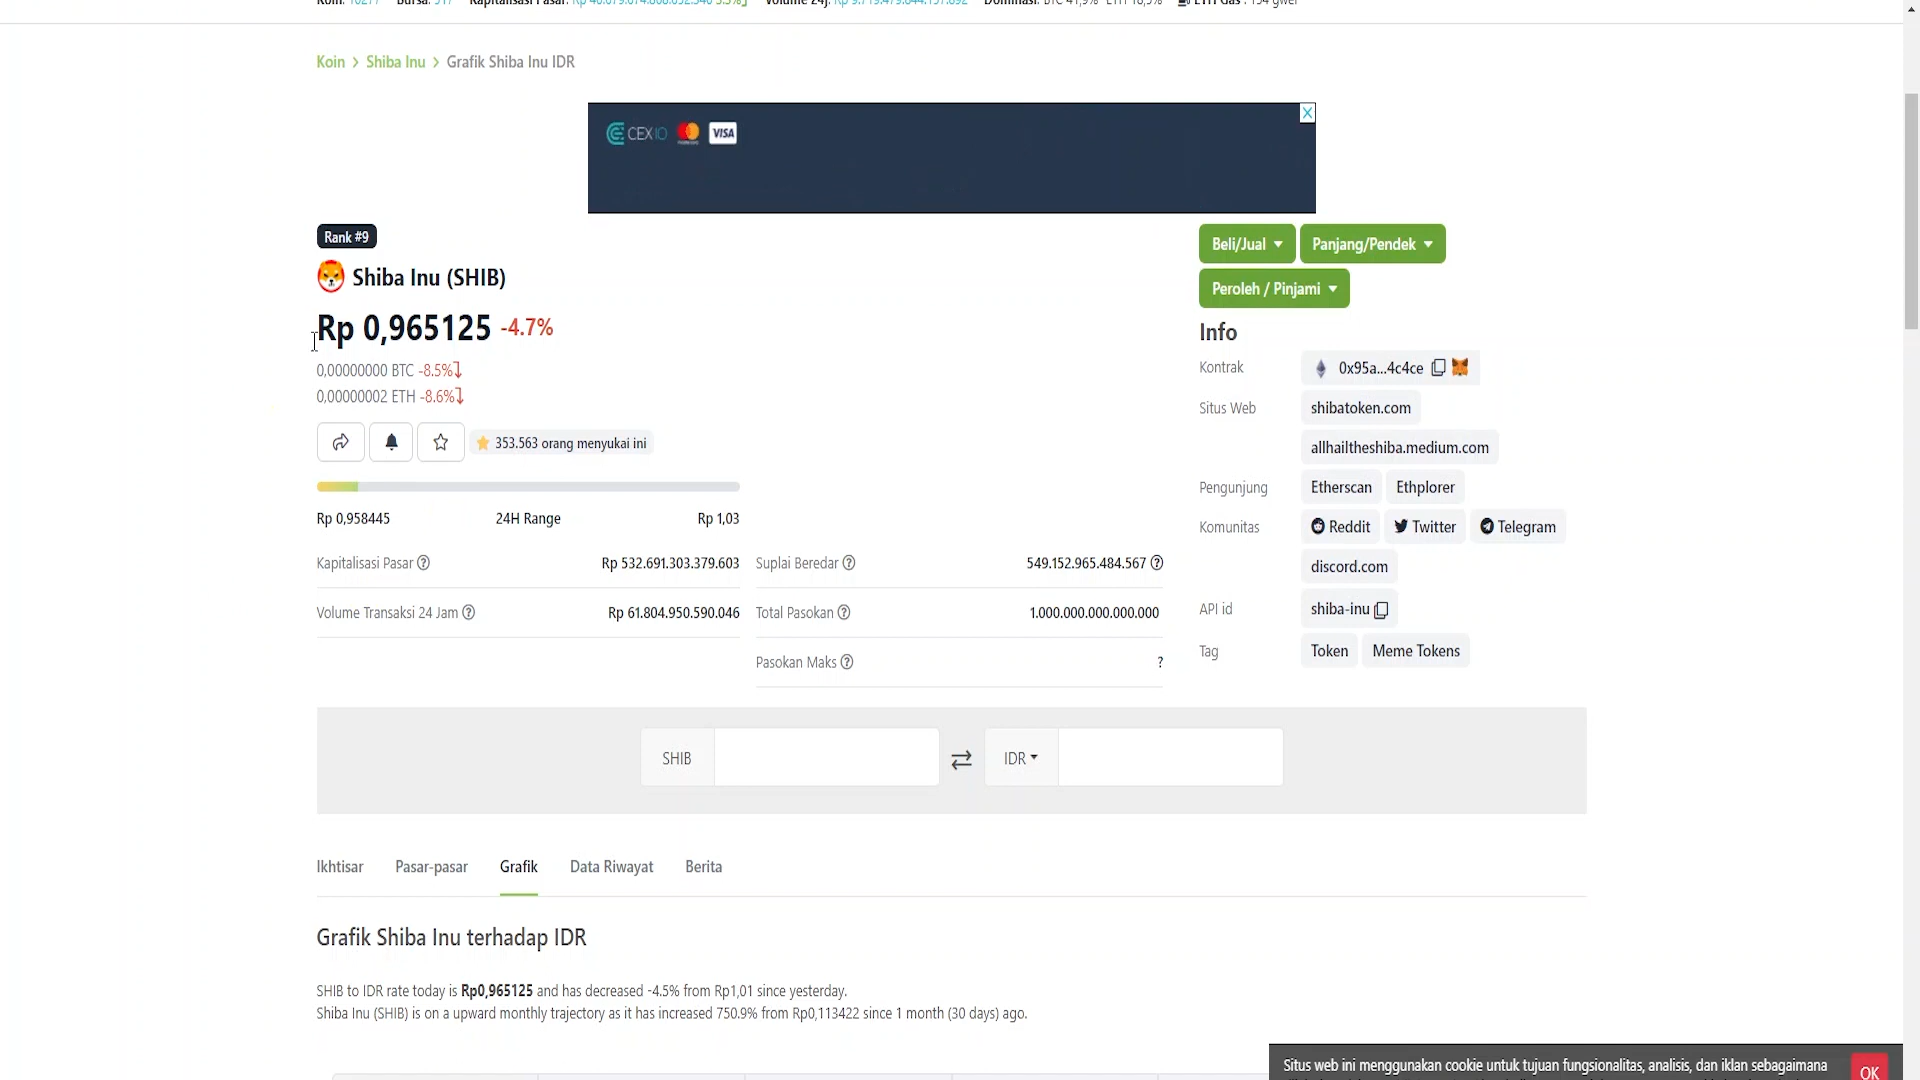 Koin > Shiba Inu > Grafik Shiba Inu IDR
CEX IO VISA
Rank #9
Shiba Inu (SHIB)
Rp 0,965125 -4.7%
0,00000000 BTC -8.5%
0,00000002 ETH -8.6%
353.563 orang menyukai ini
Rp 0,958445 24H Range Rp 1,03
Kapitalisasi Pasar Rp 532.691.303.379.603
Volume Transaksi 24 Jam Rp 61.804.950.590.046
Suplai Beredar 549.152.965.484.567
Total Pasokan 1.000.000.000.000.000
Pasokan Maks ?
Beli/Jual Panjang/Pendek
Peroleh / Pinjami
Info
Kontrak 0x95a...4c4ce
Situs Web shibatoken.com
allhailtheshiba.medium.com
Pengunjung Etherscan Ethplorer
Komunitas Reddit Twitter Telegram
discord.com
API id shiba-inu
Tag Token Meme Tokens
SHIB IDR
Ikhtisar Pasar-pasar Grafik Data Riwayat Berita
Grafik Shiba Inu terhadap IDR
SHIB to IDR rate today is Rp0,965125 and has decreased -4.5% from Rp1,01 since yesterday.
Shiba Inu (SHIB) is on a upward monthly trajectory as it has increased 750.9% from Rp0,113422 since 1 month (30 days) ago.
Situs web ini menggunakan cookie untuk tujuan fungsionalitas, analisis, dan iklan sebagaimana
OK